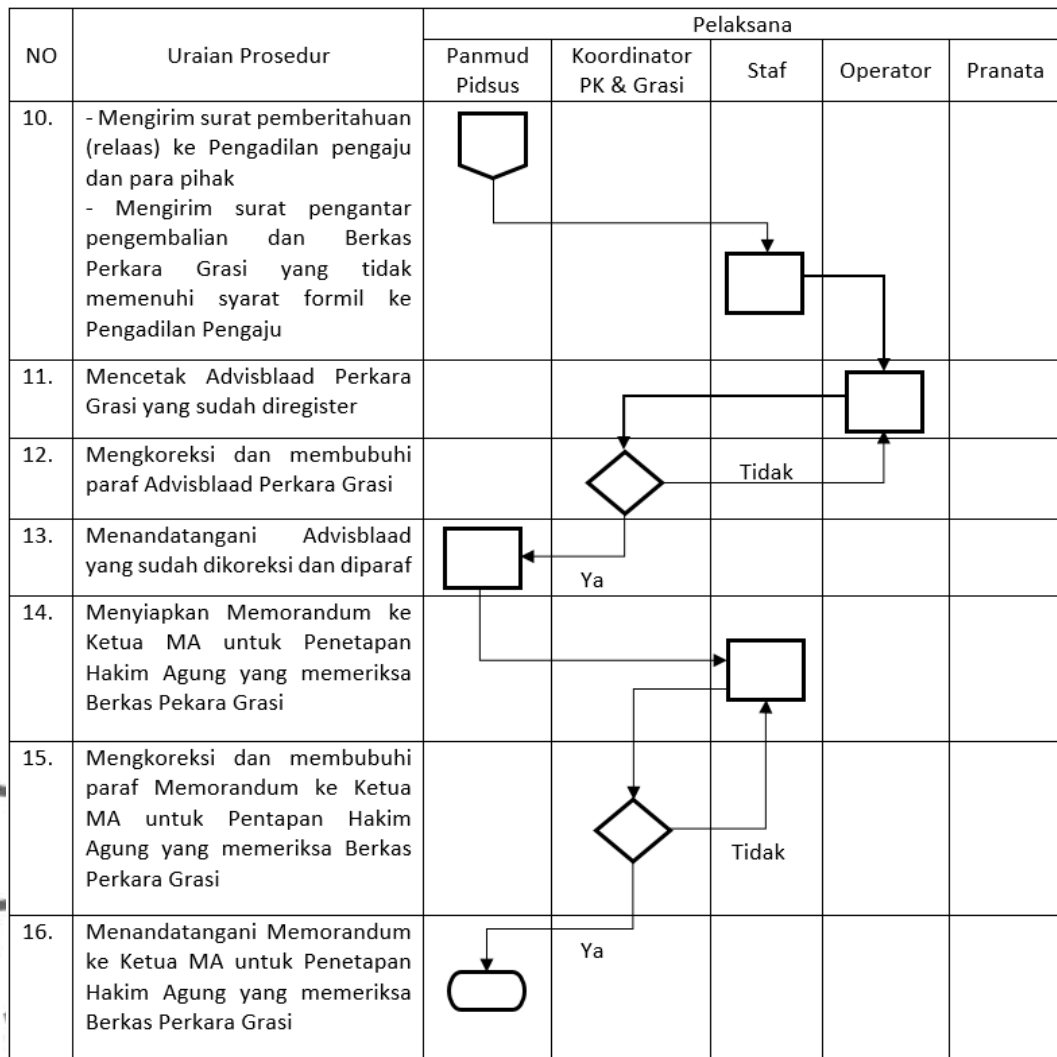 Pelaksana
NO
Uraian Prosedur
Panmud
Pidsus
Koordinator
PK & Grasi
Staf
Operator
Pranata
10.
- Mengirim surat pemberitahuan
(relaas) ke Pengadilan pengaju
dan para pihak
- Mengirim surat pengantar
pengembalian dan Berkas
Perkara Grasi yang tidak
memenuhi syarat formil ke
Pengadilan Pengaju
11.
Mencetak Advisblaad Perkara
Grasi yang sudah diregister
12.
Mengkoreksi dan membubuhi
paraf Advisblaad Perkara Grasi
Tidak
13.
Menandatangani Advisblaad
yang sudah dikoreksi dan diparaf
Ya
14.
Menyiapkan Memorandum ke
Ketua MA untuk Penetapan
Hakim Agung yang memeriksa
Berkas Pekara Grasi
15.
Mengkoreksi dan membubuhi
paraf Memorandum ke Ketua
MA untuk Pentapan Hakim
Agung yang memeriksa Berkas
Perkara Grasi
Tidak
16.
Menandatangani Memorandum
ke Ketua MA untuk Penetapan
Hakim Agung yang memeriksa
Berkas Perkara Grasi
Ya